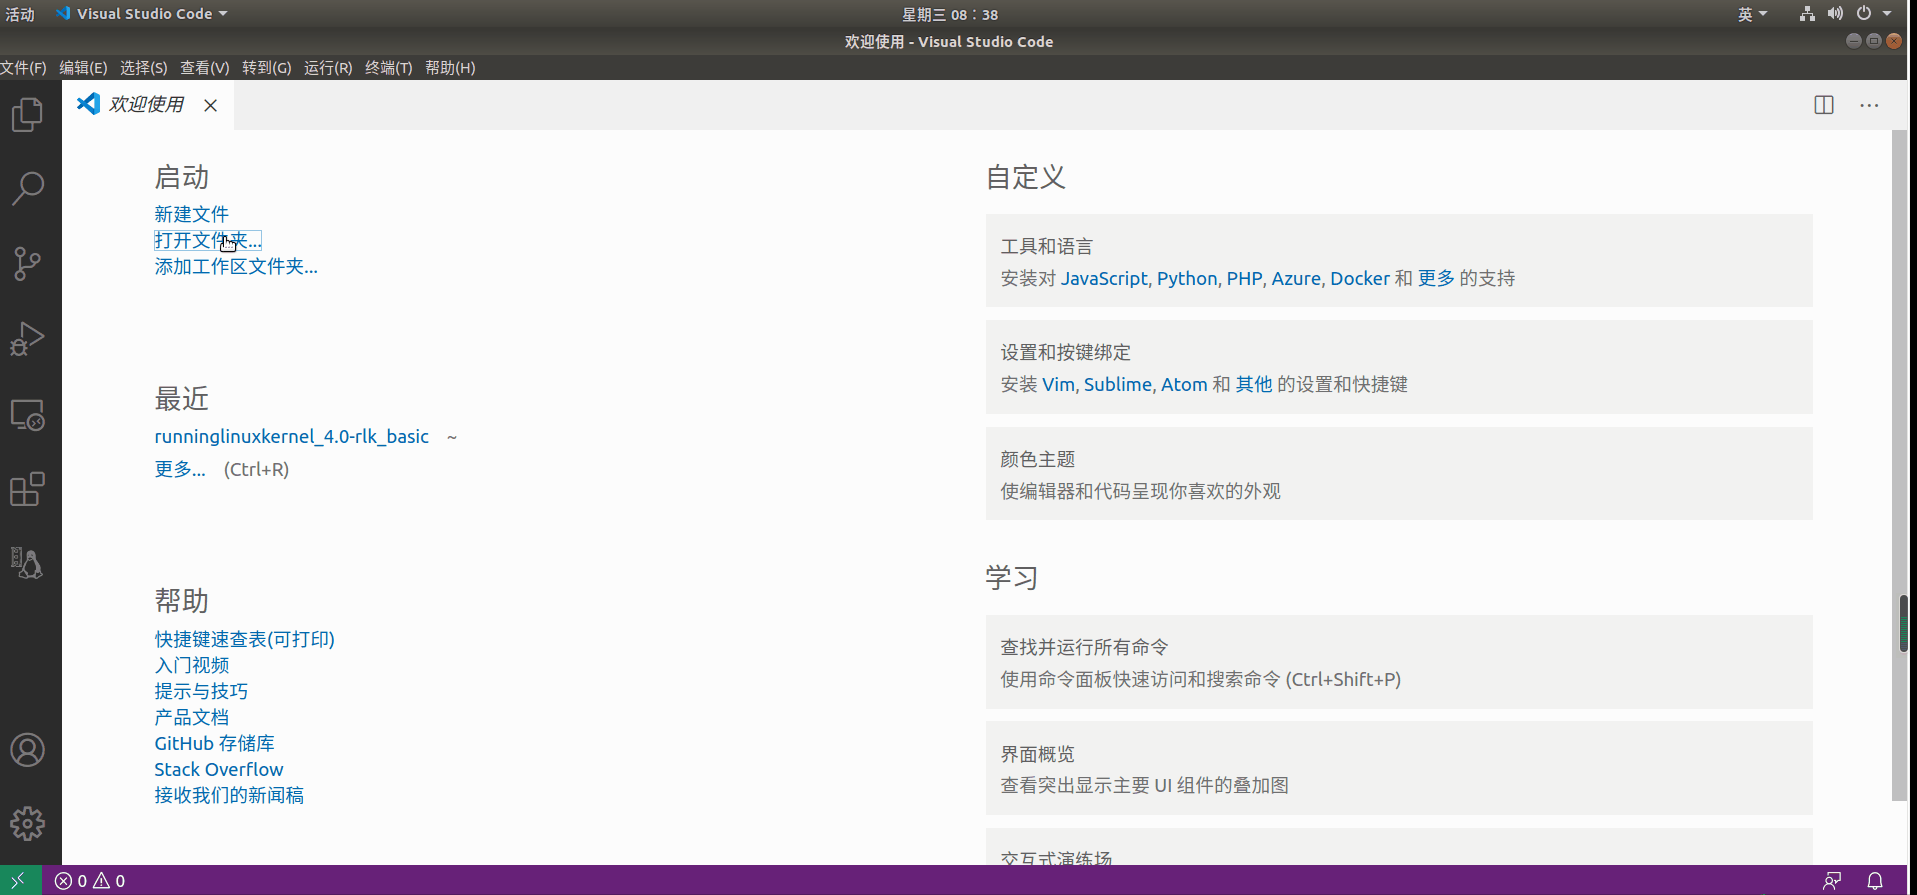 活动 Visual Studio Code 星期三 08：38 英
欢迎使用 - Visual Studio Code
文件(F) 编辑(E) 选择(S) 查看(V) 转到(G) 运行(R) 终端(T) 帮助(H)
欢迎使用
启动
新建文件
打开文件夹...
添加工作区文件夹...
最近
runninglinuxkernel_4.0-rlk_basic ~
更多... (Ctrl+R)
帮助
快捷键速查表(可打印)
入门视频
提示与技巧
产品文档
GitHub 存储库
Stack Overflow
接收我们的新闻稿
自定义
工具和语言
安装对 JavaScript, Python, PHP, Azure, Docker 和 更多 的支持
设置和按键绑定
安装 Vim, Sublime, Atom 和 其他 的设置和快捷键
颜色主题
使编辑器和代码呈现你喜欢的外观
学习
查找并运行所有命令
使用命令面板快速访问和搜索命令 (Ctrl+Shift+P)
界面概览
查看突出显示主要 UI 组件的叠加图
交互式演练场
0 0